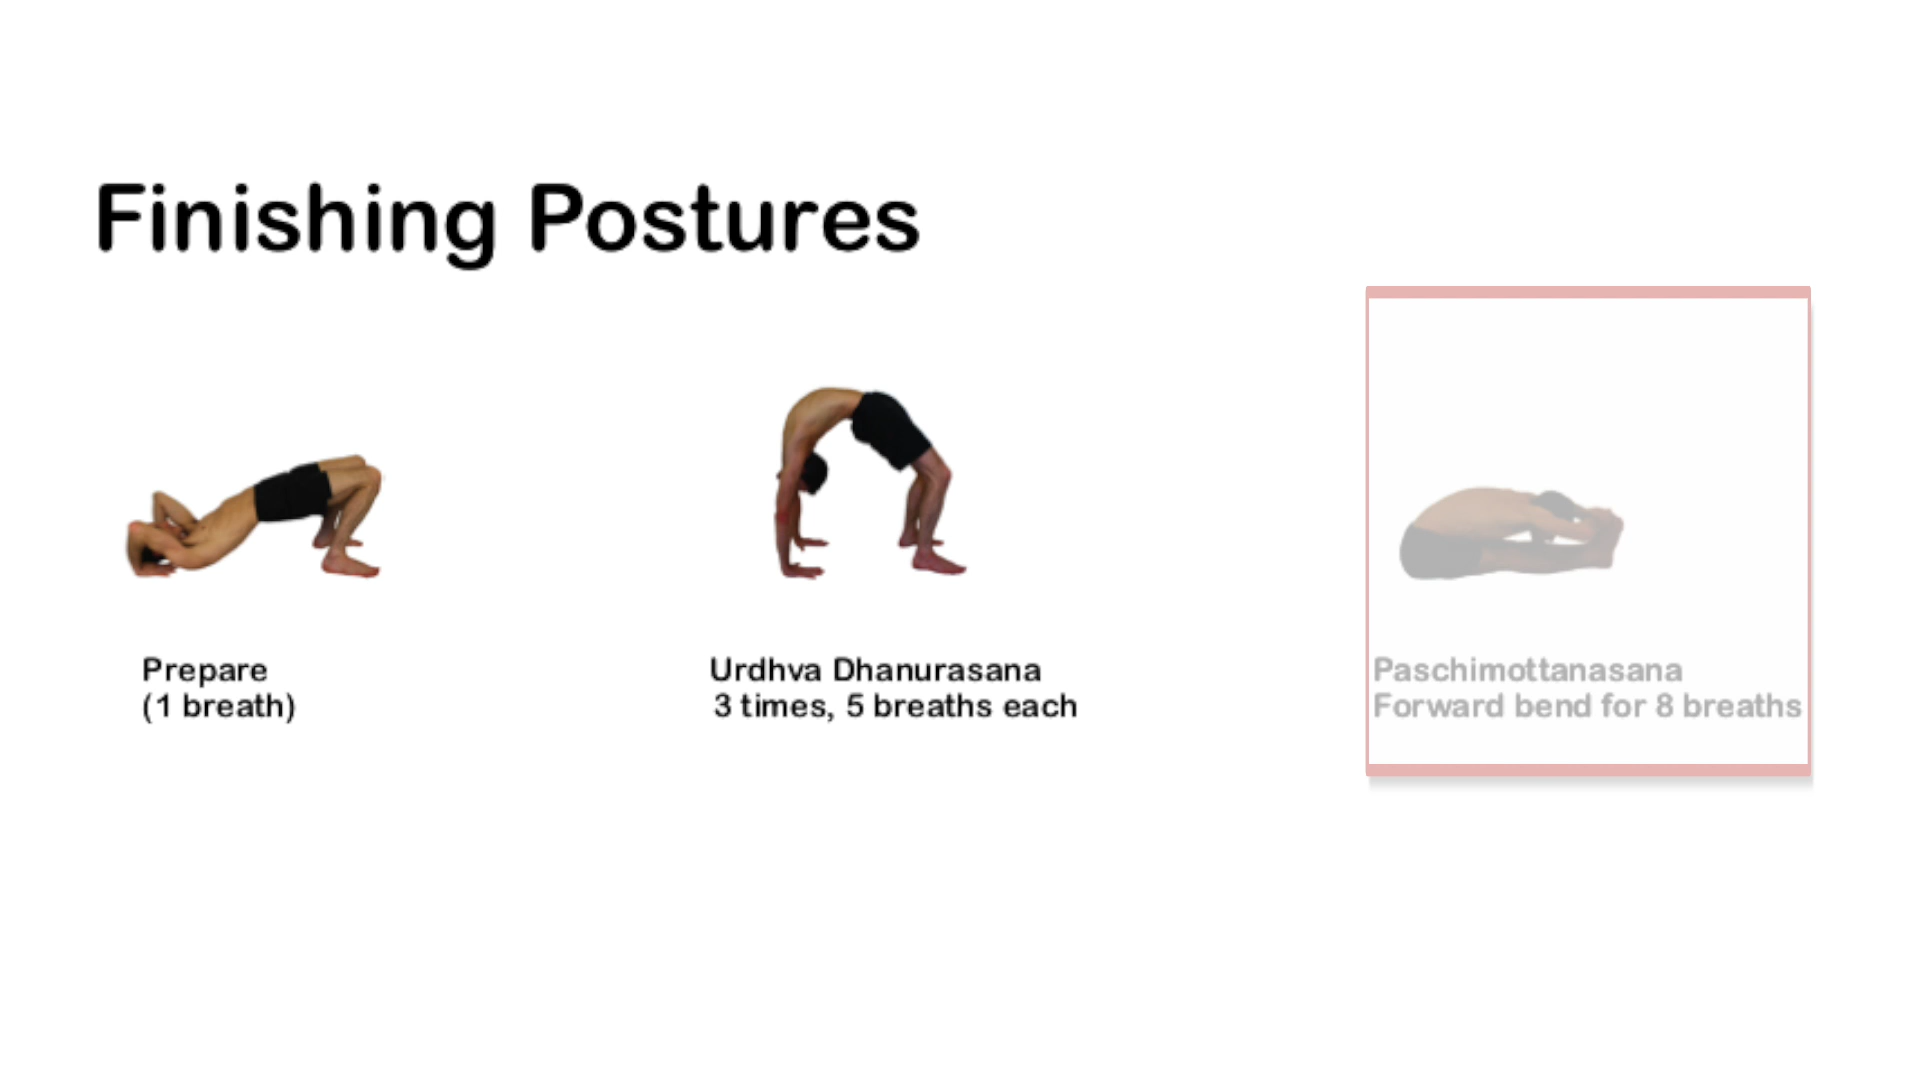 Finishing Postures
Prepare
(1 breath)
Urdhva Dhanurasana
3 times, 5 breaths each
Paschimottanasana
Forward bend for 8 breaths